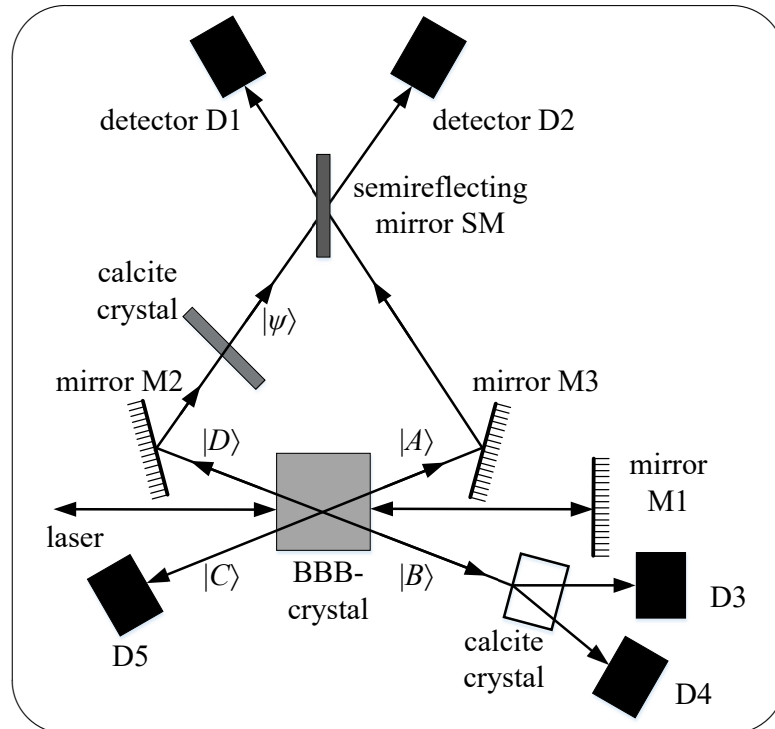 detector D1
detector D2
semireflecting
mirror SM
calcite
crystal
|ψ⟩
mirror M2
mirror M3
|D⟩
|A⟩
mirror
M1
laser
|C⟩
BBB-
crystal
|B⟩
D3
D5
calcite
crystal
D4